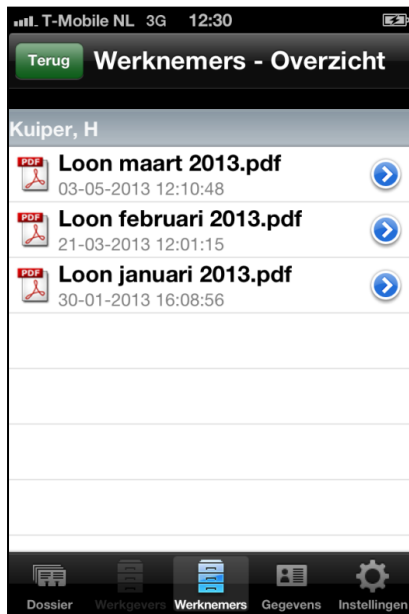 T-Mobile NL 3G 12:30
Terug Werknemers - Overzicht
Kuiper, H
PDF Loon maart 2013.pdf
03-05-2013 12:10:48
PDF Loon februari 2013.pdf
21-03-2013 12:01:15
PDF Loon januari 2013.pdf
30-01-2013 16:08:56
Dossier Werkgevers Werknemers Gegevens Instellingen